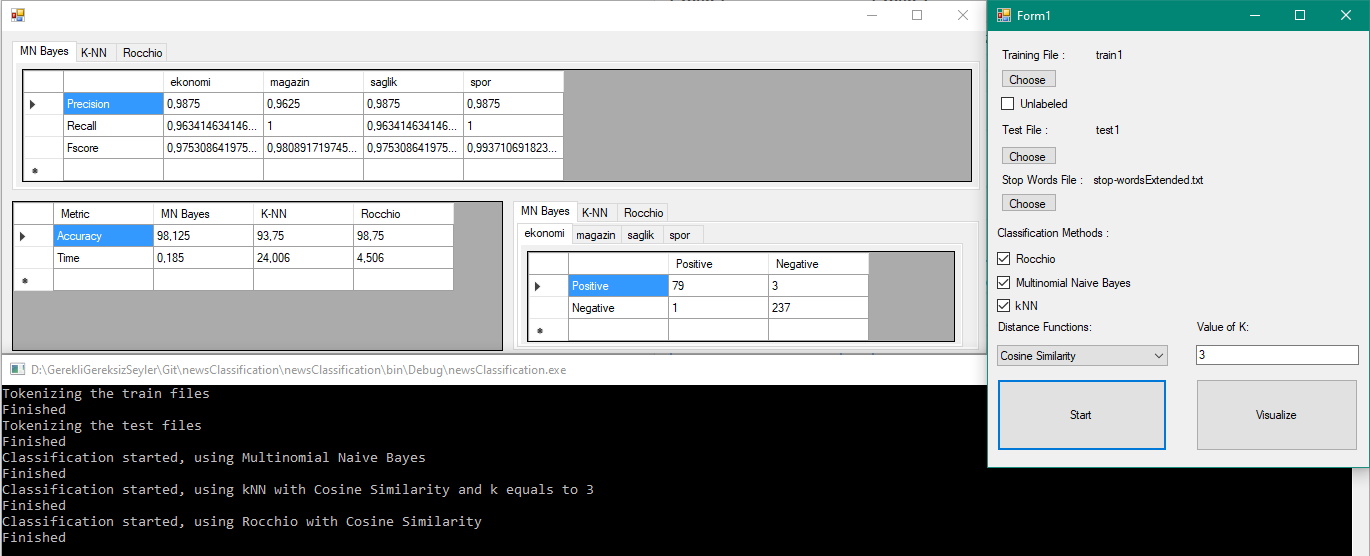 MN Bayes K-NN Rocchio
ekonomi magazin saglik spor
Precision 0,9875 0,9625 0,9875 0,9875
Recall 0,963414634146... 1 0,963414634146... 1
Fscore 0,975308641975... 0,980891719745... 0,975308641975... 0,993710691823...
Metric MN Bayes K-NN Rocchio
Accuracy 98,125 93,75 98,75
Time 0,185 24,006 4,506
MN Bayes K-NN Rocchio
ekonomi magazin saglik spor
Positive Negative
Positive 79 3
Negative 1 237
D:\GerekliGereksizSeyler\Git\newsClassification\newsClassification\bin\Debug\newsClassification.exe
Tokenizing the train files
Finished
Tokenizing the test files
Finished
Classification started, using Multinomial Naive Bayes
Finished
Classification started, using kNN with Cosine Similarity and k equals to 3
Finished
Classification started, using Rocchio with Cosine Similarity
Finished
Form1
Training File : train1
Choose
Unlabeled
Test File : test1
Choose
Stop Words File : stop-wordsExtended.txt
Choose
Classification Methods :
Rocchio
Multinomial Naive Bayes
kNN
Distance Functions: Value of K:
Cosine Similarity 3
Start Visualize